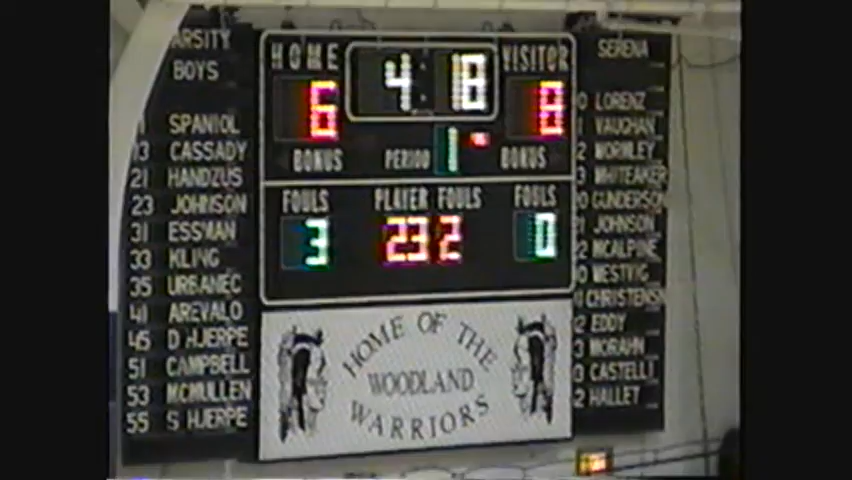 VARSITY
BOYS
SPANIOL
13 CASSADY
21 HANDZUS
23 JOHNSON
31 ESSMAN
33 KLING
35 URBANEC
41 AREVALO
45 D HJERPE
51 CAMPBELL
53 MCMULLEN
55 S HJERPE
HOME 4:18 VISITOR
6 8
BONUS PERIOD 1 BONUS
FOULS PLAYER FOULS FOULS
3 23 2 0
HOME OF THE
WOODLAND
WARRIORS
SERENA
LORENZ
VAUGHAN
WORMLEY
WHITEAKER
GUNDERSON
JOHNSON
MCALPINE
WESTVIG
CHRISTENSN
EDDY
MORAHN
CASTELLI
HALLET